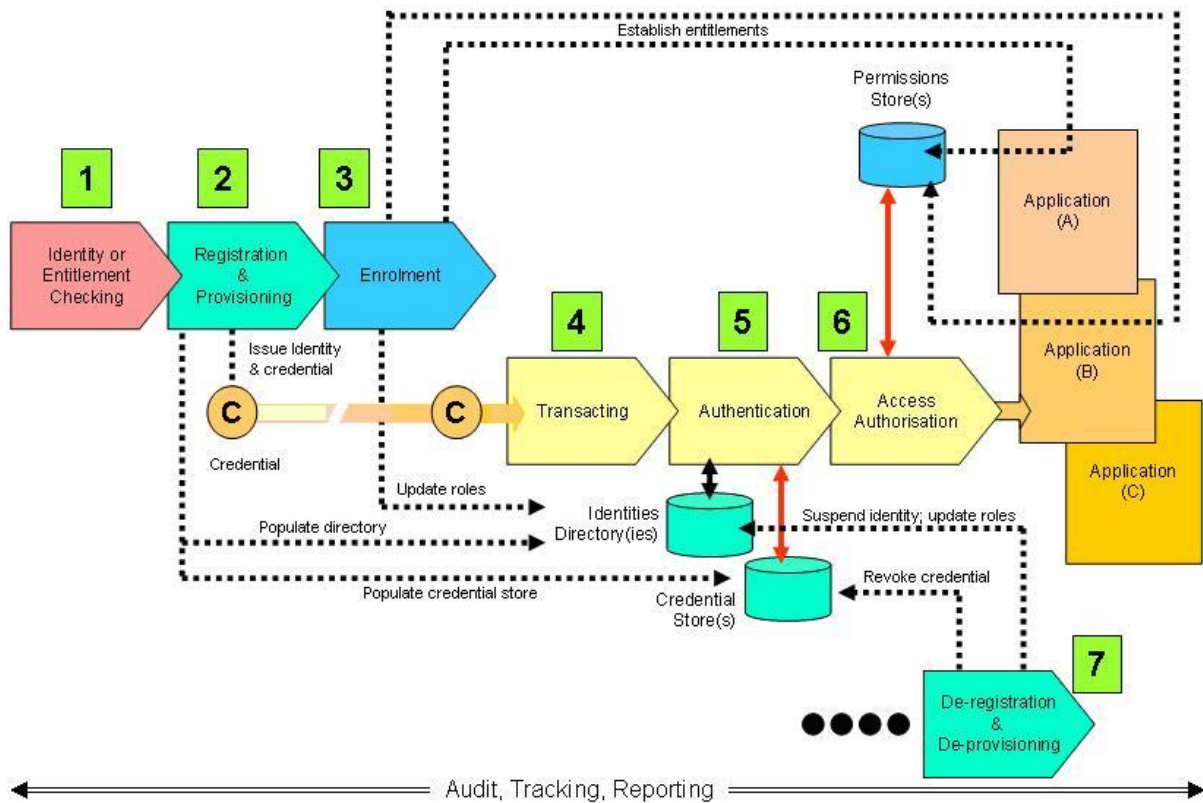 Establish entitlements
Permissions
Store(s)
1
2
3
Identity or
Entitlement
Checking
Registration
&
Provisioning
Enrolment
Application
(A)
Issue Identity
& credential
4
5
6
C
C
Transacting
Authentication
Access
Authorisation
Application
(B)
Credential
Update roles
Populate directory
Identities
Directory(ies)
Suspend identity; update roles
Application
(C)
Populate credential store
Credential
Store(s)
Revoke credential
7
De-registration
&
De-provisioning
Audit, Tracking, Reporting